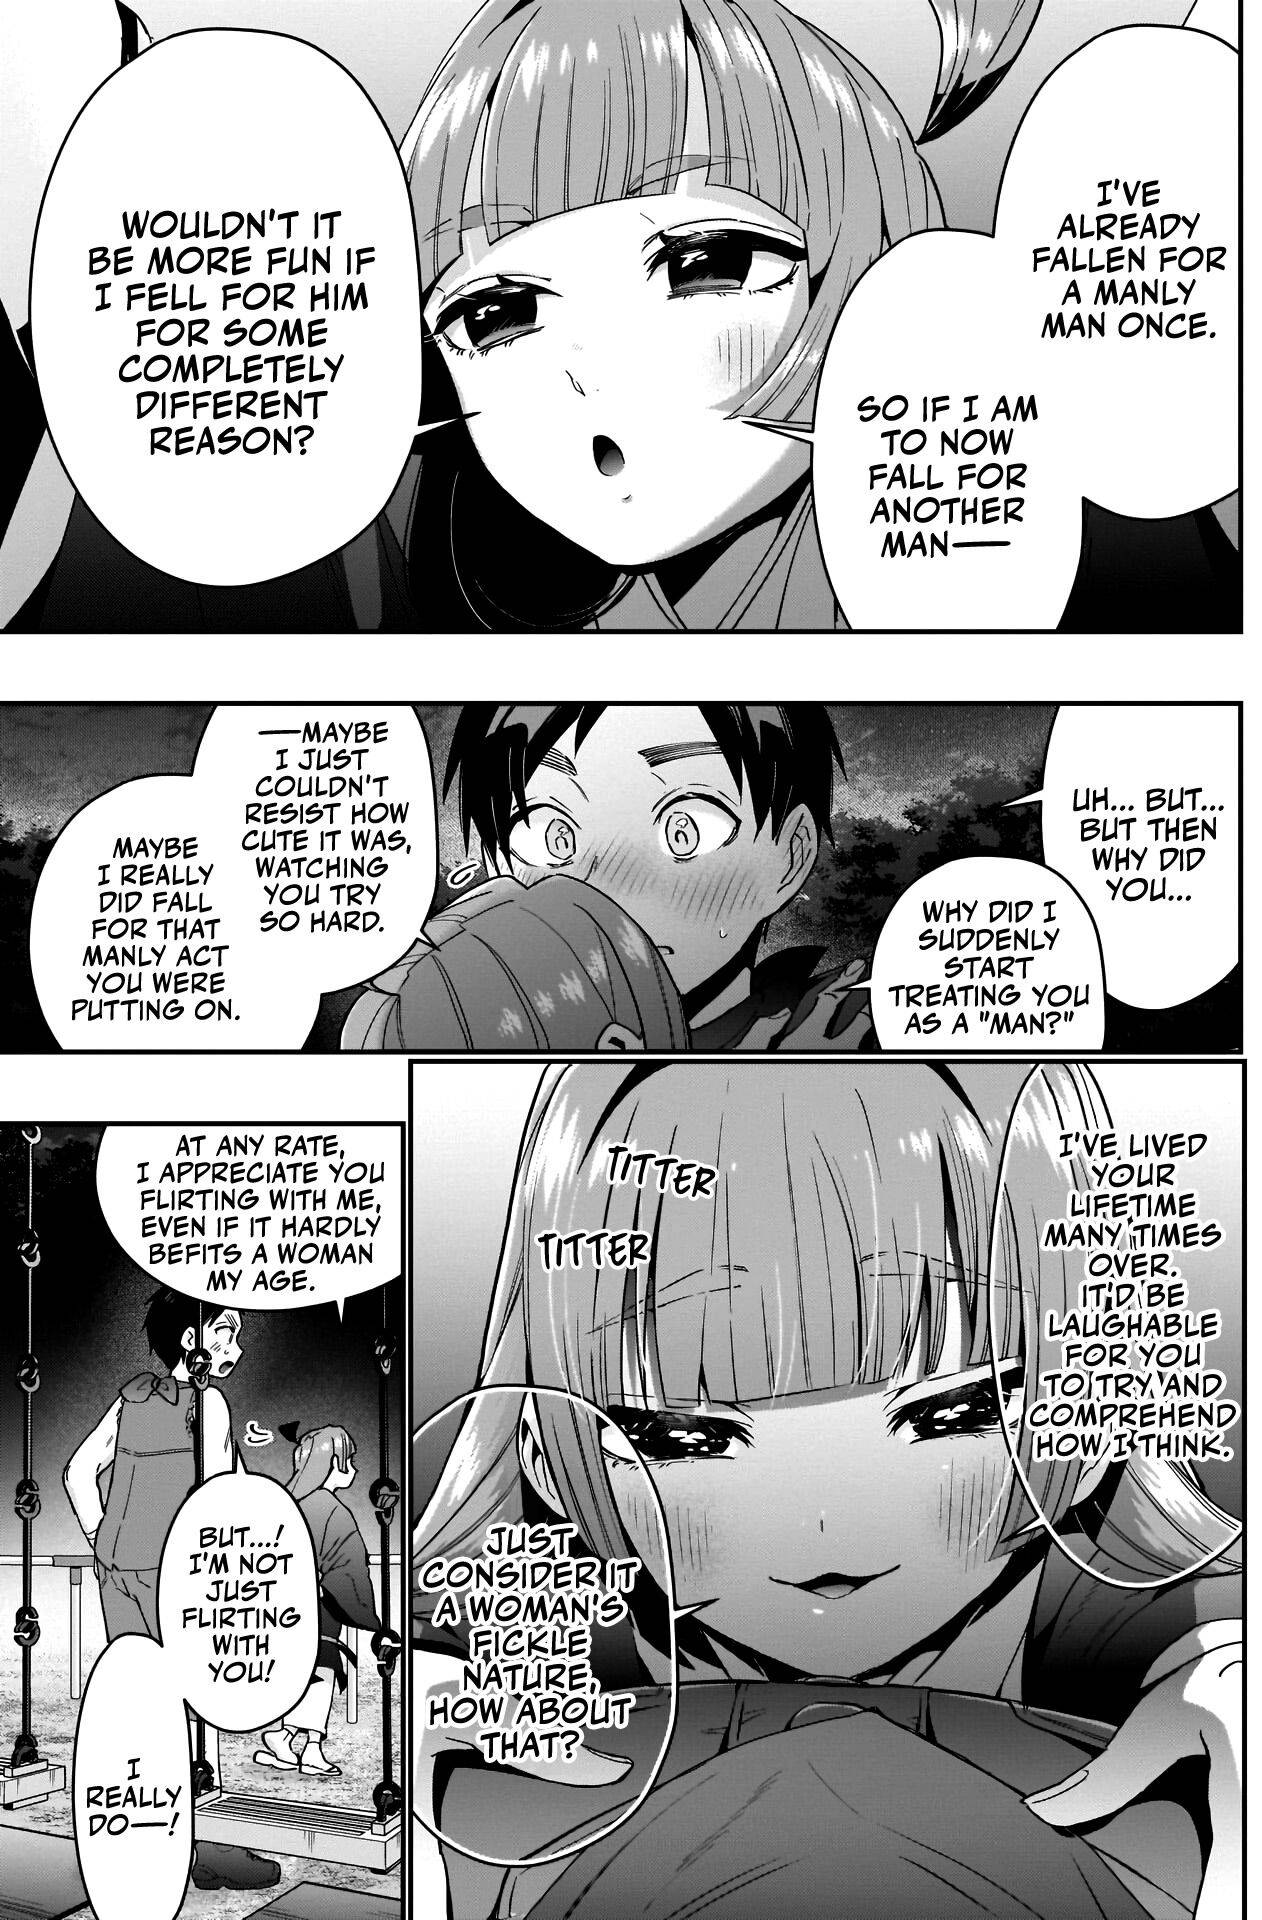 I'VE
ALREADY
FALLEN FOR
A MANLY
MAN ONCE.
SO IF I AM
TO NOW
FALL FOR
ANOTHER
MAN—
WOULDN'T IT
BE MORE FUN IF
I FELL FOR HIM
FOR SOME
COMPLETELY
DIFFERENT
REASON?
UH... BUT...
BUT THEN
WHY DID
YOU...
WHY DID I
SUDDENLY
START
TREATING YOU
AS A "MAN?"
—MAYBE
I JUST
COULDN'T
RESIST HOW
CUTE IT WAS,
WATCHING
YOU TRY
SO HARD.
MAYBE
I REALLY
DID FALL
FOR THAT
MANLY ACT
YOU WERE
PUTTING ON.
I'VE LIVED
YOUR
LIFETIME
MANY TIMES
OVER.
IT'D BE
LAUGHABLE
FOR YOU
TO TRY AND
COMPREHEND
HOW I THINK.
TITTER
TITTER
JUST
CONSIDER IT
A WOMAN'S
FICKLE
NATURE,
HOW ABOUT
THAT?
AT ANY RATE,
I APPRECIATE YOU
FLIRTING WITH ME,
EVEN IF IT HARDLY
BEFITS A WOMAN
MY AGE.
BUT...!
I'M NOT
JUST
FLIRTING
WITH
YOU!
I
REALLY
DO—!